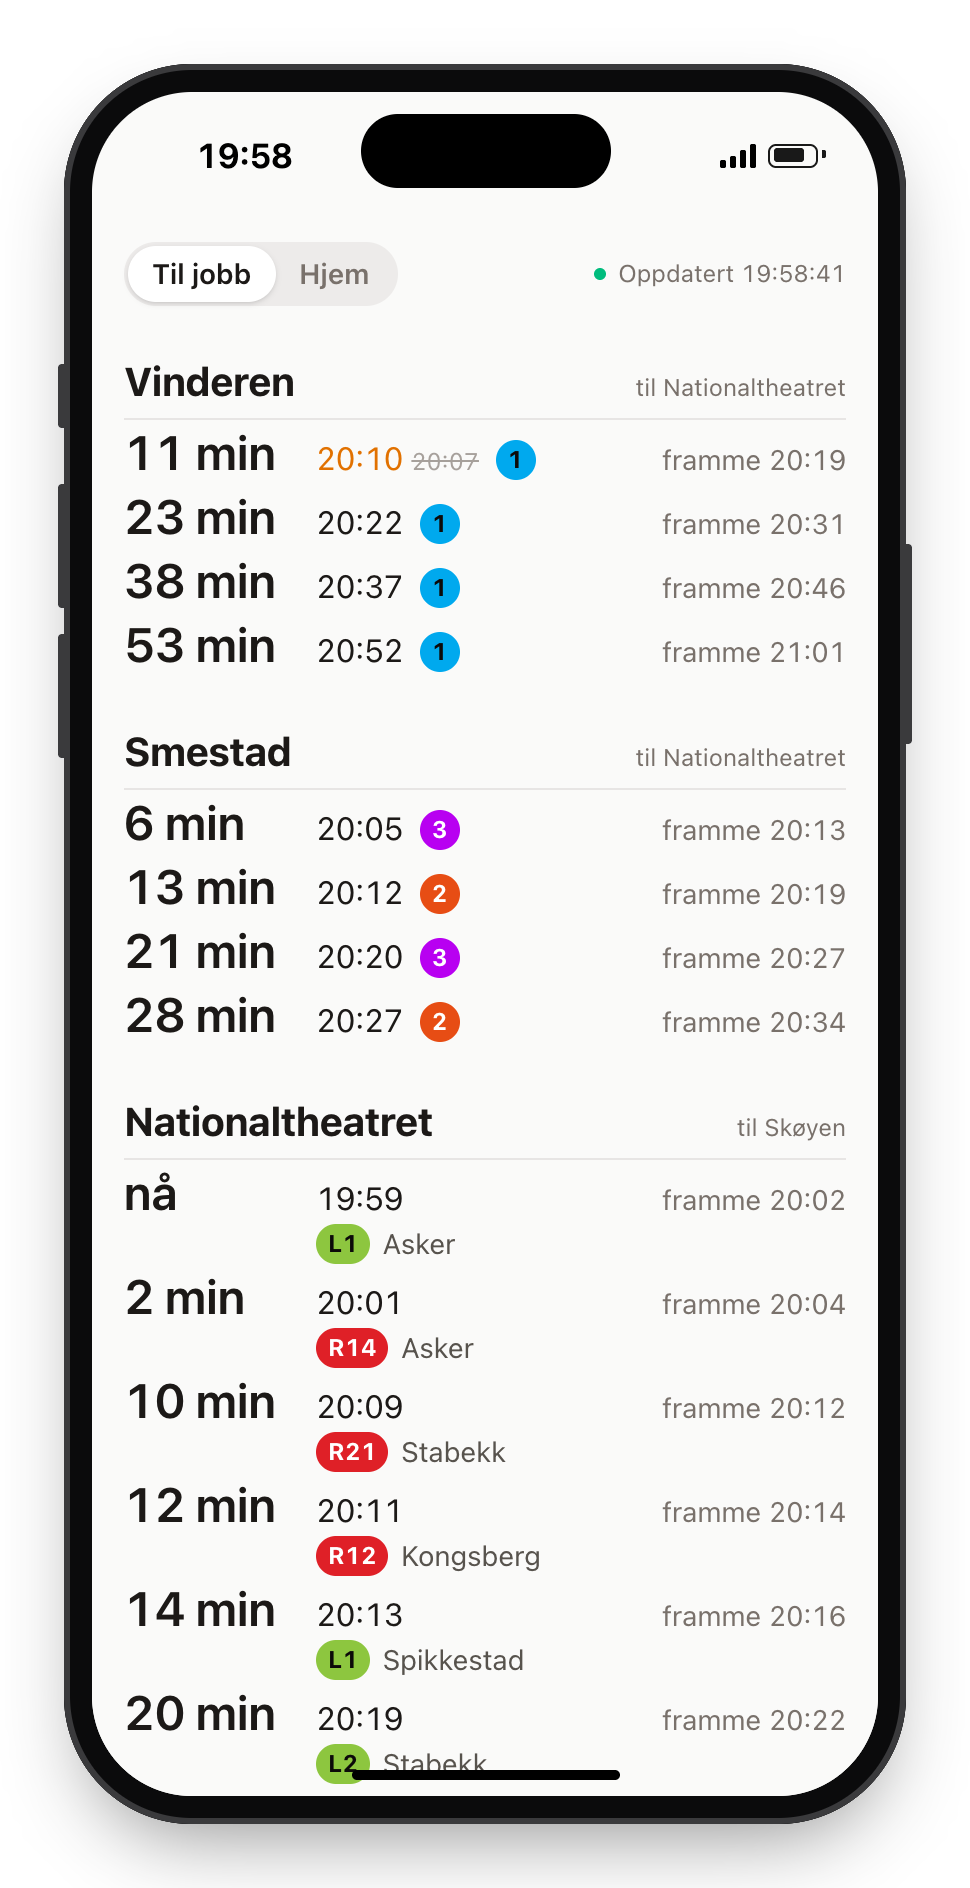 19:58
Til jobb Hjem Oppdatert 19:58:41
Vinderen til Nationaltheatret
11 min 20:10 20:07 1 framme 20:19
23 min 20:22 1 framme 20:31
38 min 20:37 1 framme 20:46
53 min 20:52 1 framme 21:01
Smestad til Nationaltheatret
6 min 20:05 3 framme 20:13
13 min 20:12 2 framme 20:19
21 min 20:20 3 framme 20:27
28 min 20:27 2 framme 20:34
Nationaltheatret til Skøyen
nå 19:59 framme 20:02
L1 Asker
2 min 20:01 framme 20:04
R14 Asker
10 min 20:09 framme 20:12
R21 Stabekk
12 min 20:11 framme 20:14
R12 Kongsberg
14 min 20:13 framme 20:16
L1 Spikkestad
20 min 20:19 framme 20:22
L2 Stabekk